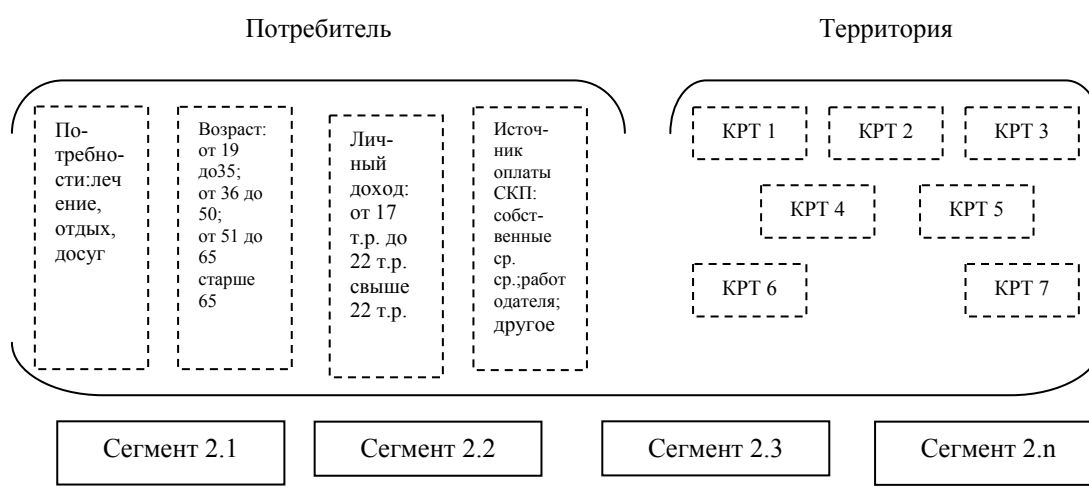 Потребитель
Территория
По-
требно-
сти:леч
ение,
отдых,
досуг
Возраст:
от 19
до35;
от 36 до
50;
от 51 до
65
старше
65
Лич-
ный
доход:
от 17
т.р. до
22 т.р.
свыше
22 т.р.
Источ-
ник
оплаты
СКП:
собст-
венные
ср.
ср.;работ
одателя;
другое
КРТ 1
КРТ 2
КРТ 3
КРТ 4
КРТ 5
КРТ 6
КРТ 7
Сегмент 2.1
Сегмент 2.2
Сегмент 2.3
Сегмент 2.n